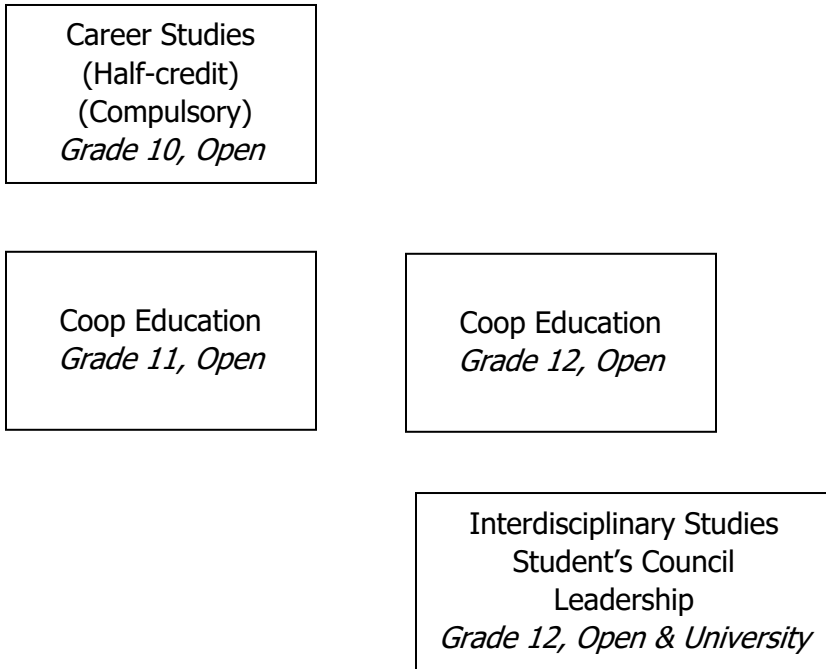 Career Studies
(Half-credit)
(Compulsory)
Grade 10, Open
Coop Education
Grade 11, Open
Coop Education
Grade 12, Open
Interdisciplinary Studies
Student’s Council
Leadership
Grade 12, Open & University